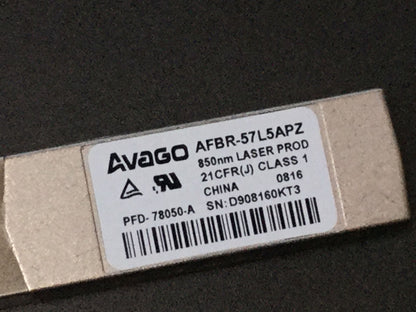 AVAGO AFBR-57L5APZ
850nm LASER PROD
21CFR(J) CLASS 1
CHINA 0816
PFD- 78050-A SN: D908160KT3